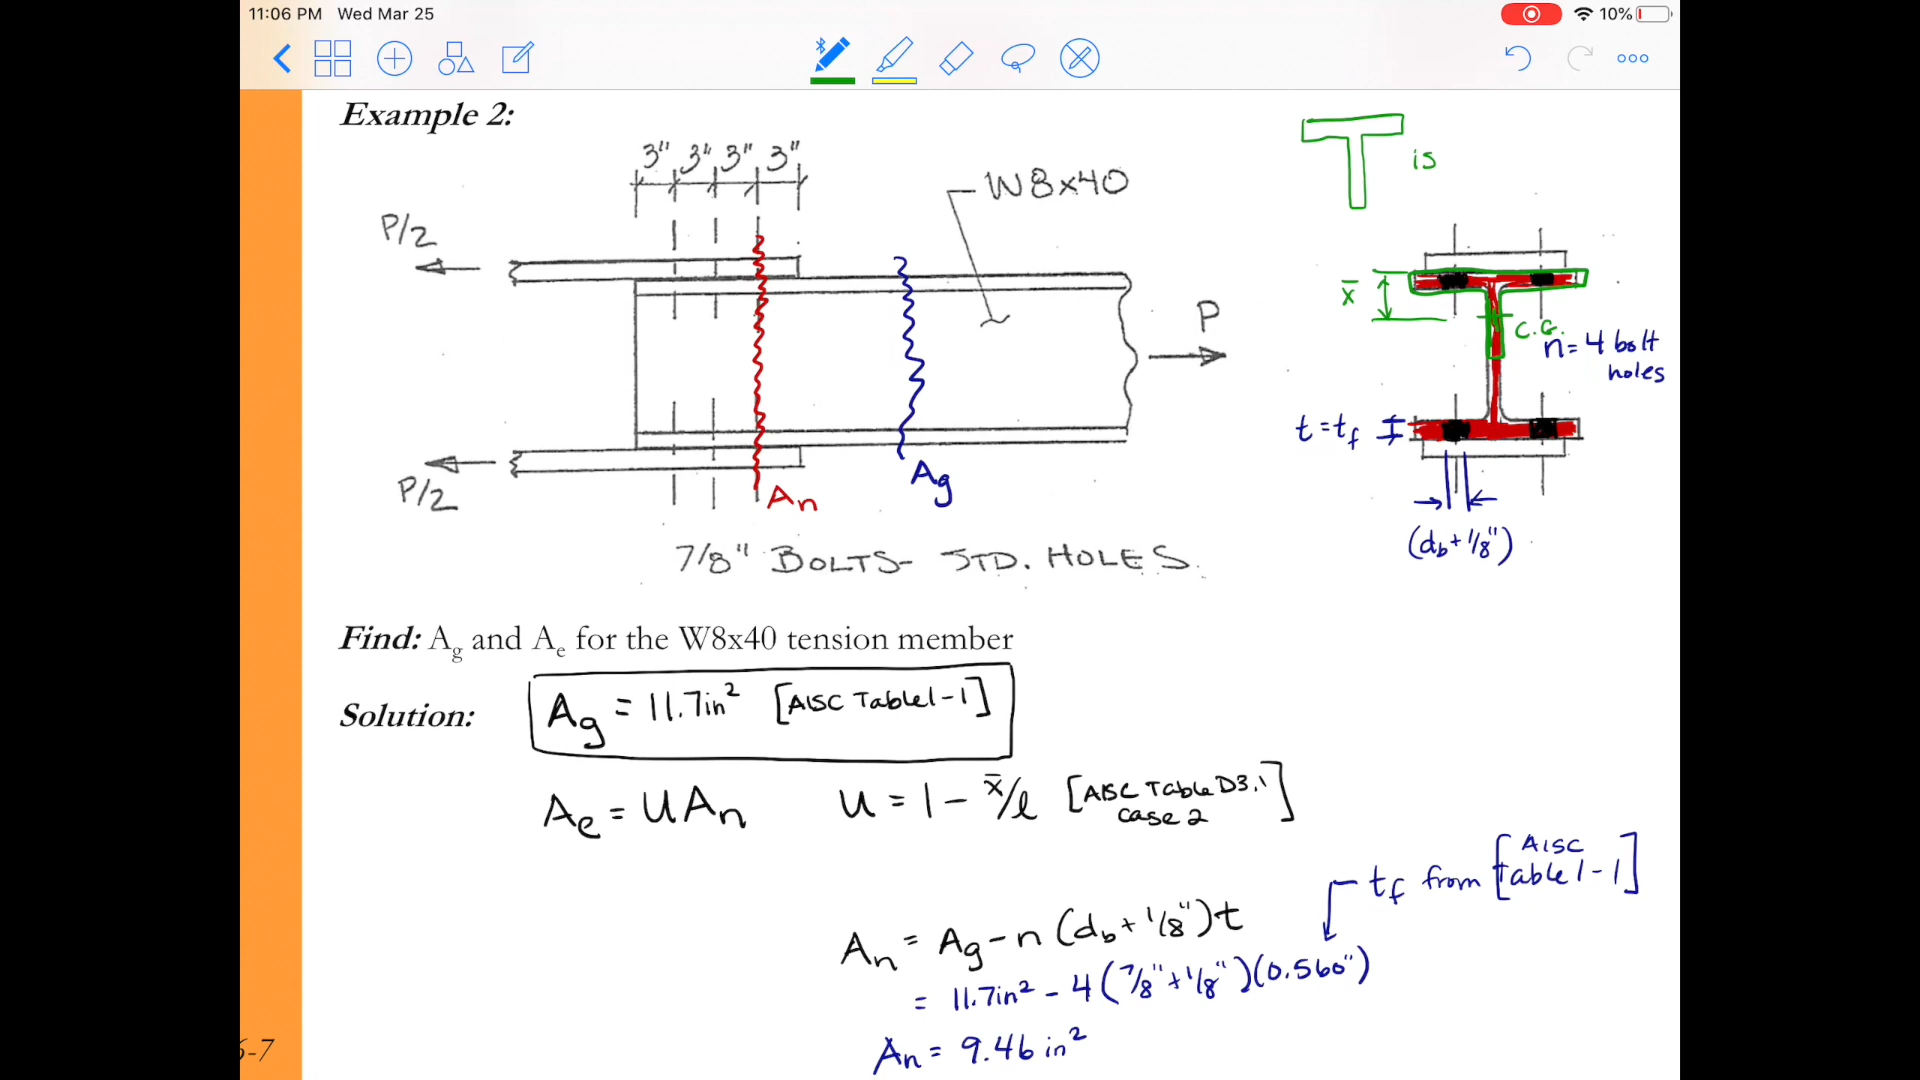 11:06 PM Wed Mar 25
10%
Example 2:
3" 3" 3" 3"
W8x40
P/2
P
P/2
An
Ag
7/8" BOLTS- STD. HOLES
T is
x̄
C.G.
n=4 bolt
holes
t=tf
(db+1/8")
Find: Ag and Ae for the W8x40 tension member
Solution:
Ag = 11.7in² [AISC Table1-1]
Ae = UAn
U = 1 - x̄/l [AISC Table D3.1
Case 2]
tf from [AISC
table 1-1]
An = Ag-n(db+1/8")t
= 11.7in² - 4(7/8"+1/8")(0.560")
An = 9.46 in²
6-7